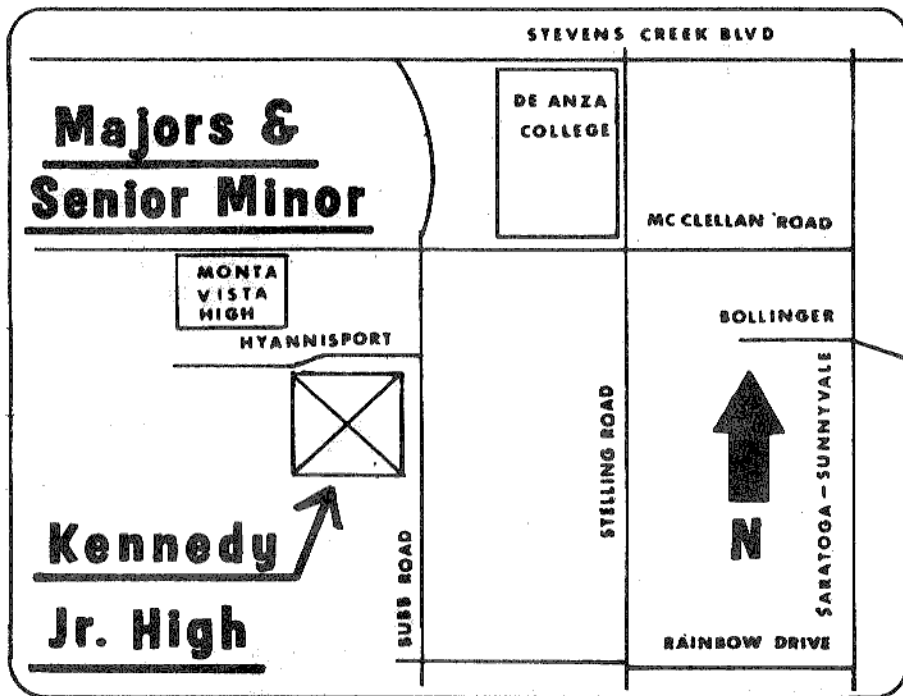 STEVENS CREEK BLVD
Majors &
Senior Minor
DE ANZA
COLLEGE
MC CLELLAN ROAD
MONTA
VISTA
HIGH
HYANNISPORT
BOLLINGER
STELLING ROAD
SARATOGA - SUNNYVALE
N
Kennedy
Jr. High
BUBB ROAD
RAINBOW DRIVE